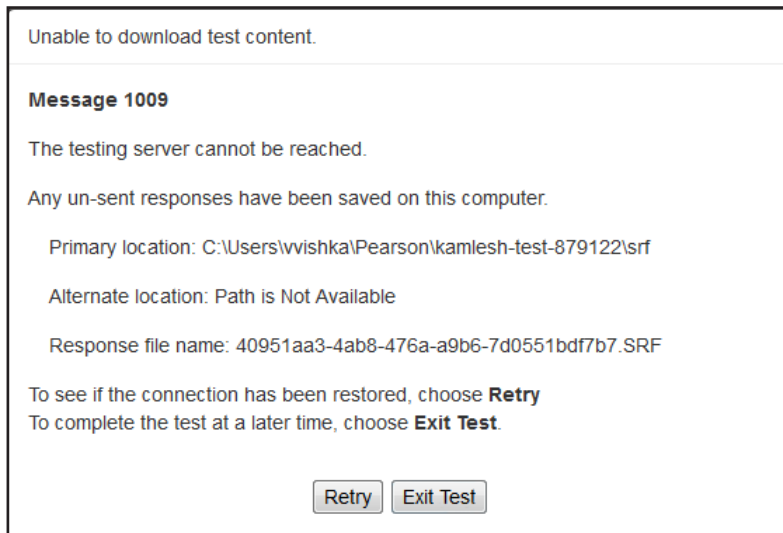 Unable to download test content.
Message 1009
The testing server cannot be reached.
Any un-sent responses have been saved on this computer.
Primary location: C:\Users\vvishka\Pearson\kamlesh-test-879122\srf
Alternate location: Path is Not Available
Response file name: 40951aa3-4ab8-476a-a9b6-7d0551bdf7b7.SRF
To see if the connection has been restored, choose Retry
To complete the test at a later time, choose Exit Test.
Retry Exit Test